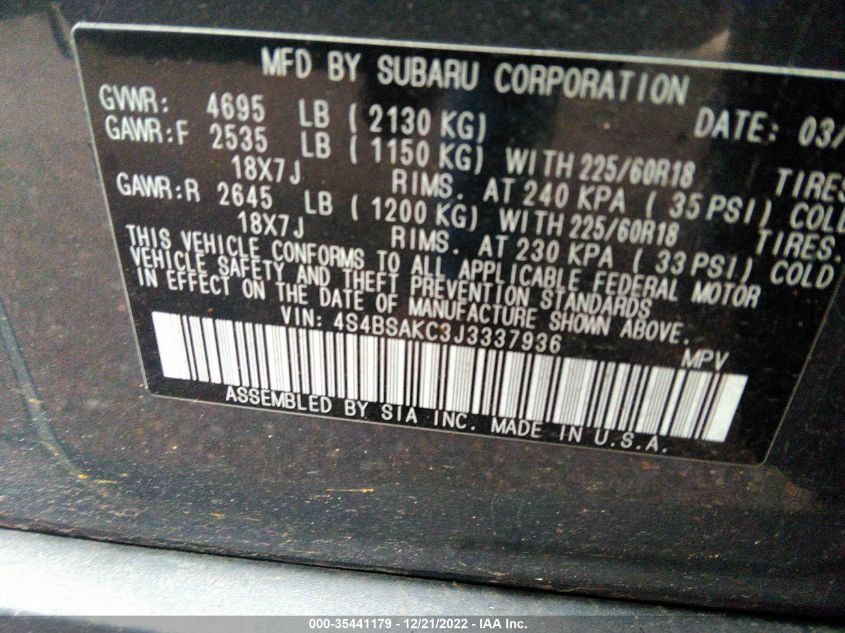 MFD BY SUBARU CORPORATION
GVWR: 4695 LB ( 2130 KG) DATE: 03/
GAWR:F 2535 LB ( 1150 KG) WITH 225/60R18 TIRES
18X7J RIMS. AT 240 KPA ( 35 PSI) COLD
GAWR:R 2645 LB ( 1200 KG) WITH 225/60R18 TIRES.
18X7J RIMS. AT 230 KPA ( 33 PSI) COLD
THIS VEHICLE CONFORMS TO ALL APPLICABLE FEDERAL MOTOR
VEHICLE SAFETY AND THEFT PREVENTION STANDARDS
IN EFFECT ON THE DATE OF MANUFACTURE SHOWN ABOVE.
VIN: 4S4BSAKC3J3337936 MPV
ASSEMBLED BY SIA INC. MADE IN U.S.A.
000-35441179 - 12/21/2022 - IAA Inc.